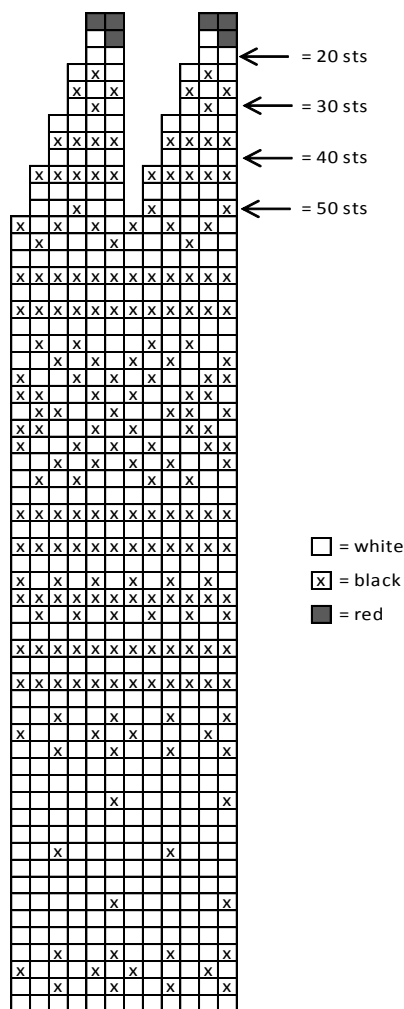 = 20 sts
= 30 sts
= 40 sts
= 50 sts
= white
x = black
= red